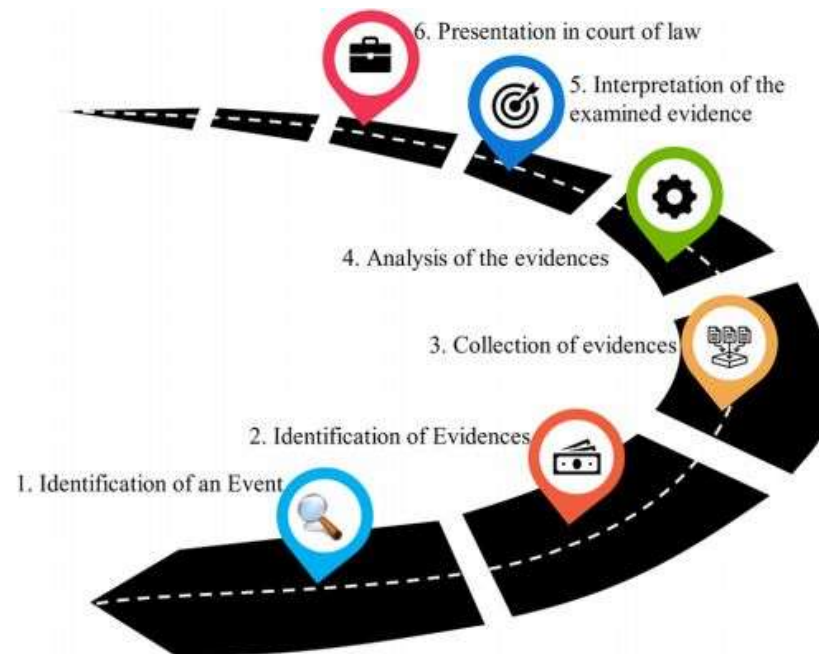 6. Presentation in court of law
5. Interpretation of the
examined evidence
4. Analysis of the evidences
3. Collection of evidences
2. Identification of Evidences
1. Identification of an Event